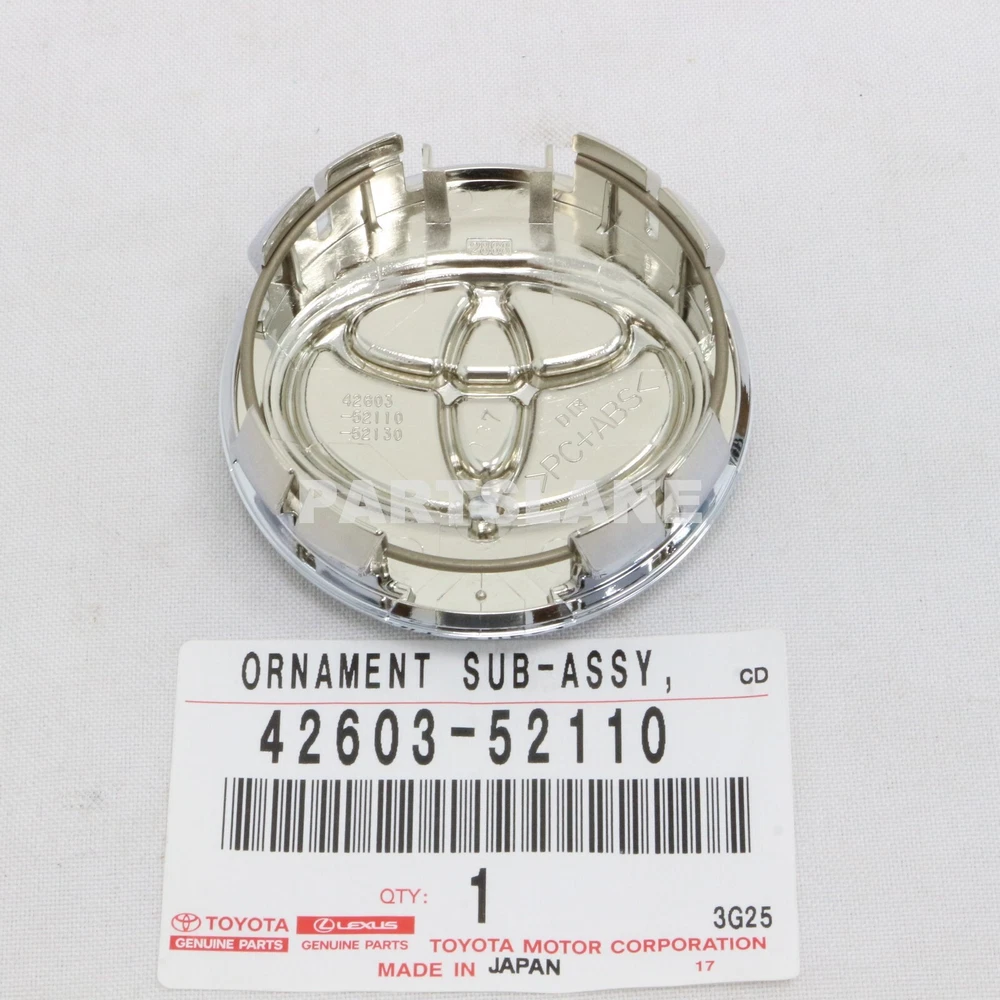 42603
-52110
-52130
>PC+ABS<
PARTSLANE
ORNAMENT SUB-ASSY,
CD
42603-52110
QTY: 1
3G25
TOYOTA
LEXUS
GENUINE PARTS
GENUINE PARTS
TOYOTA MOTOR CORPORATION
MADE IN JAPAN
17